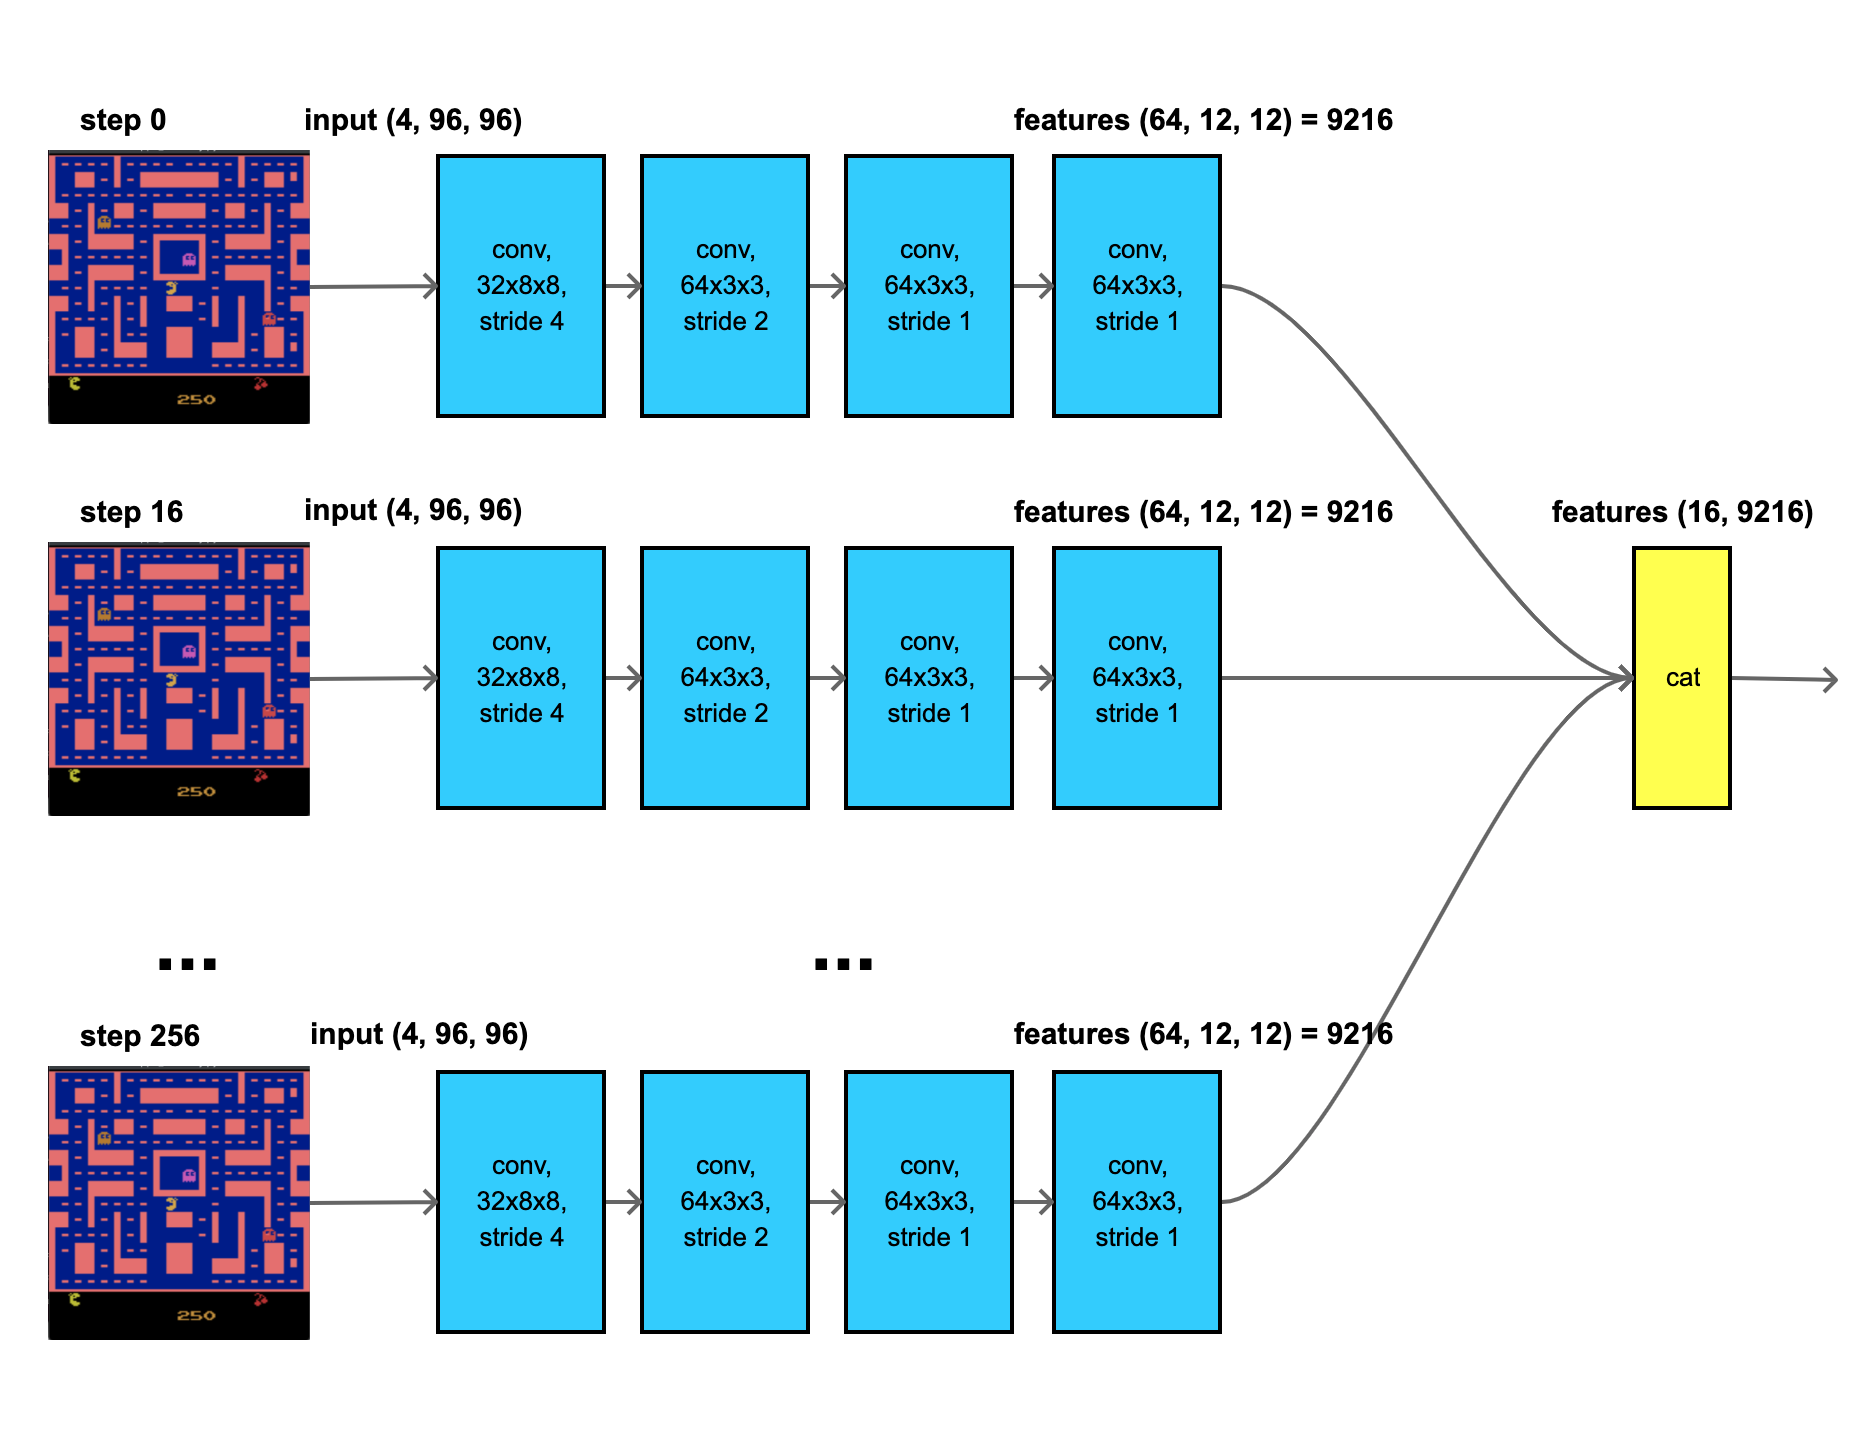 step 0
input (4, 96, 96)
features (64, 12, 12) = 9216
250
conv,
32x8x8,
stride 4
conv,
64x3x3,
stride 2
conv,
64x3x3,
stride 1
conv,
64x3x3,
stride 1
step 16
input (4, 96, 96)
features (64, 12, 12) = 9216
features (16, 9216)
250
conv,
32x8x8,
stride 4
conv,
64x3x3,
stride 2
conv,
64x3x3,
stride 1
conv,
64x3x3,
stride 1
cat
...
...
step 256
input (4, 96, 96)
features (64, 12, 12) = 9216
250
conv,
32x8x8,
stride 4
conv,
64x3x3,
stride 2
conv,
64x3x3,
stride 1
conv,
64x3x3,
stride 1